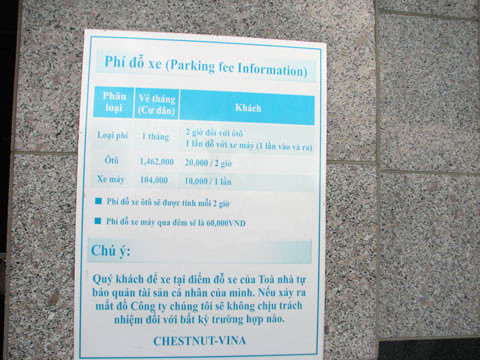 Phí đỗ xe (Parking fee Information)
Phân loại Vé tháng (Cư dân) Khách
Loại phí 1 tháng 2 giờ đối với ôtô
1 lần đỗ với xe máy (1 lần vào và ra)
Ôtô 1,462,000 20,000 / 2 giờ
Xe máy 104,000 10,000 / 1 lần
Phí đỗ xe ôtô sẽ được tính mỗi 2 giờ
Phí đỗ xe máy qua đêm sẽ là 60,000VNĐ
Chú ý:
Quý khách để xe tại điểm đỗ xe của Toà nhà tự
bảo quản tài sản cá nhân của mình. Nếu xảy ra
mất đồ Công ty chúng tôi sẽ không chịu trách
nhiệm đối với bất kỳ trường hợp nào.
CHESTNUT-VINA